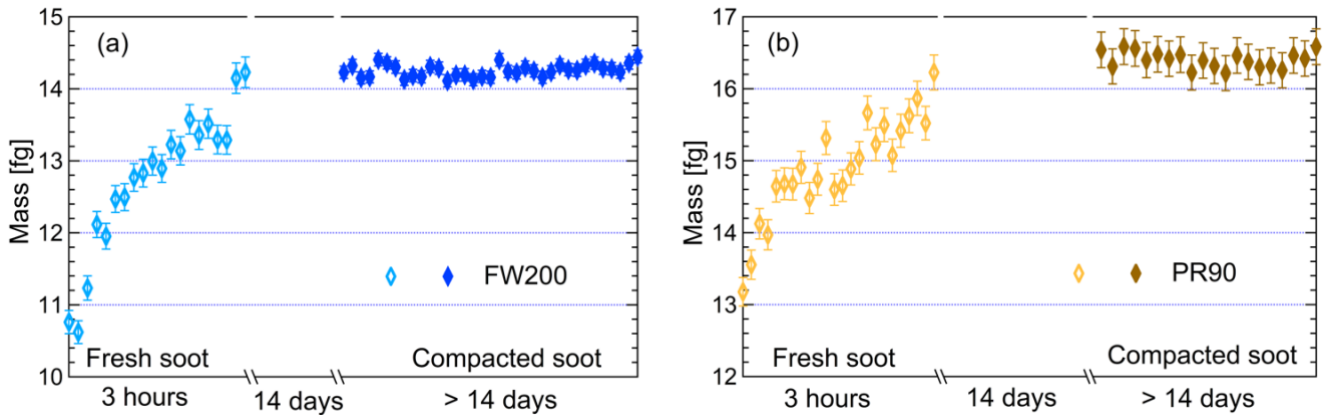 (a)
Mass [fg]
15
14
13
12
11
10
FW200
Fresh soot
Compacted soot
3 hours
14 days
> 14 days
(b)
Mass [fg]
17
16
15
14
13
12
PR90
Fresh soot
Compacted soot
3 hours
14 days
> 14 days